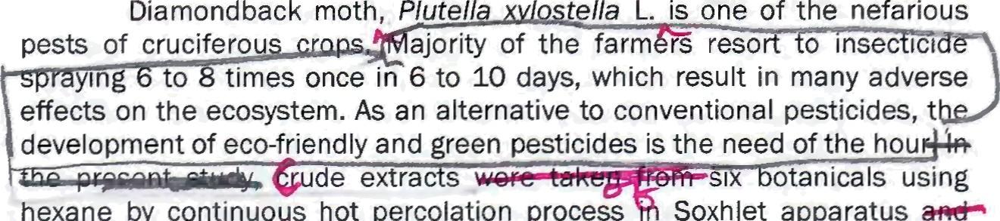 Diamondback moth, Plutella xylostella L. is one of the nefarious
pests of cruciferous crops. Majority of the farmers resort to insecticide
spraying 6 to 8 times once in 6 to 10 days, which result in many adverse
effects on the ecosystem. As an alternative to conventional pesticides, the
development of eco-friendly and green pesticides is the need of the hour. In
the present study, Crude extracts were taken from six botanicals using
hexane by continuous hot percolation process in Soxhlet apparatus and